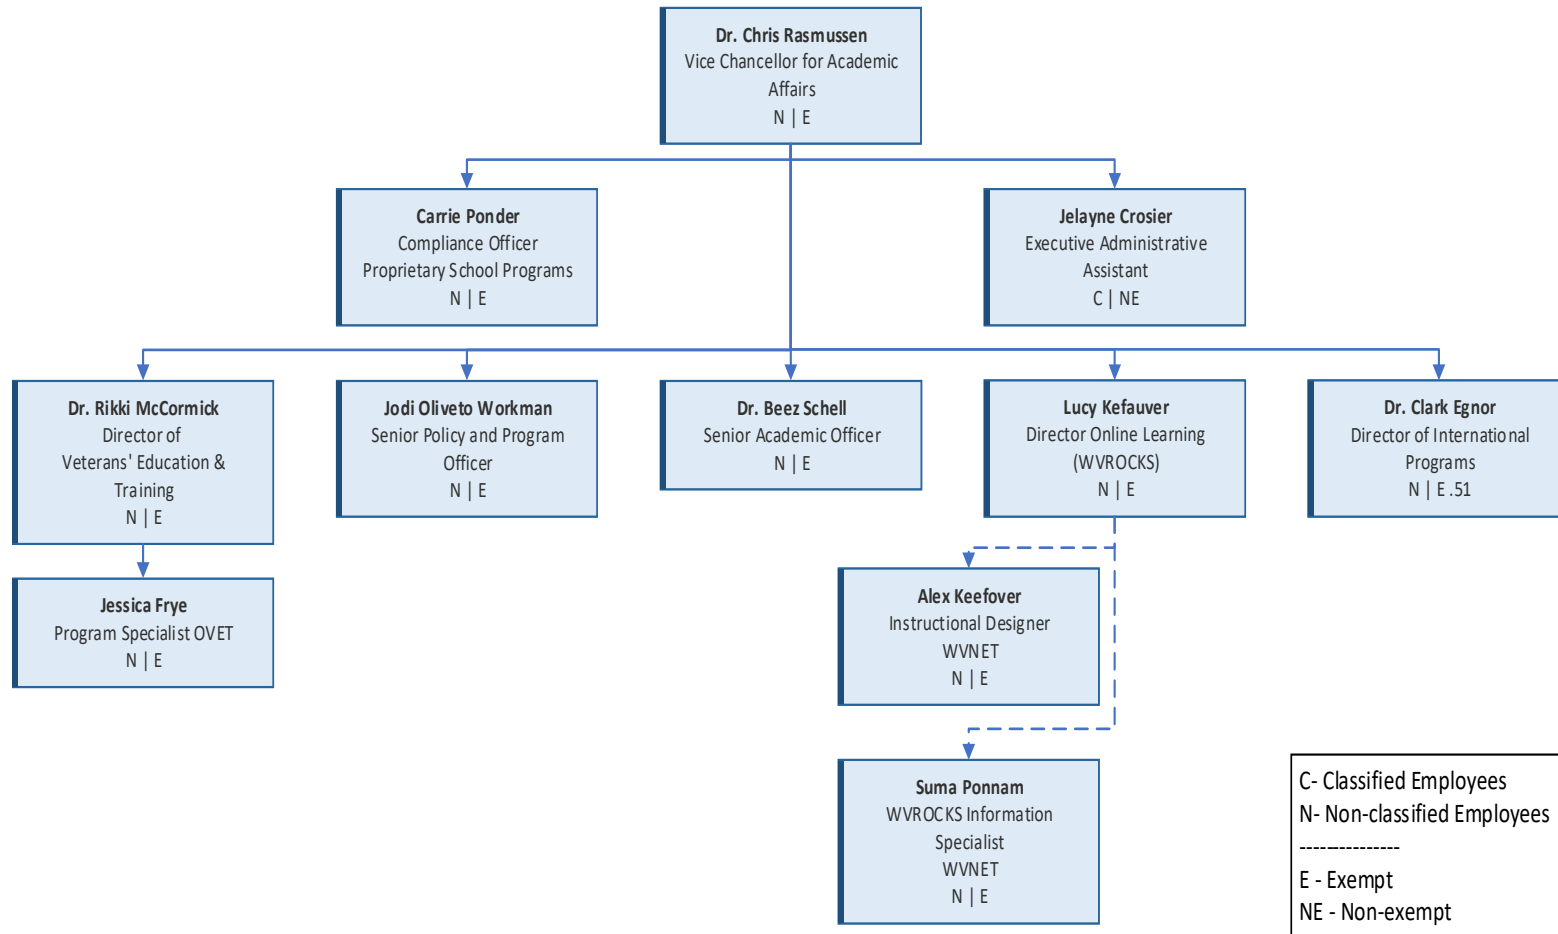 Dr. Chris Rasmussen
Vice Chancellor for Academic
Affairs
N | E
Carrie Ponder
Compliance Officer
Proprietary School Programs
N | E
Jelayne Crosier
Executive Administrative
Assistant
C | NE
Dr. Rikki McCormick
Director of
Veterans' Education &
Training
N | E
Jodi Oliveto Workman
Senior Policy and Program
Officer
N | E
Dr. Beez Schell
Senior Academic Officer
N | E
Lucy Kefauver
Director Online Learning
(WVROCKS)
N | E
Dr. Clark Egnor
Director of International
Programs
N | E .51
Jessica Frye
Program Specialist OVET
N | E
Alex Keefover
Instructional Designer
WVNET
N | E
Suma Ponnam
WVROCKS Information
Specialist
WVNET
N | E
C- Classified Employees
N- Non-classified Employees
---------------
E - Exempt
NE - Non-exempt